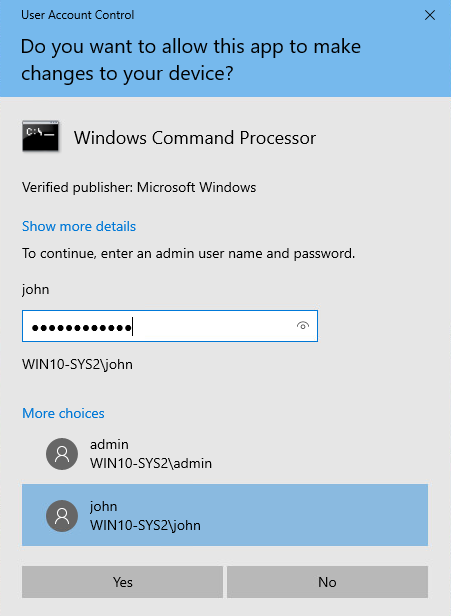 User Account Control
Do you want to allow this app to make
changes to your device?
C:\_
Windows Command Processor
Verified publisher: Microsoft Windows
Show more details
To continue, enter an admin user name and password.
john
●●●●●●●●●●●●
WIN10-SYS2\john
More choices
admin
WIN10-SYS2\admin
john
WIN10-SYS2\john
Yes
No